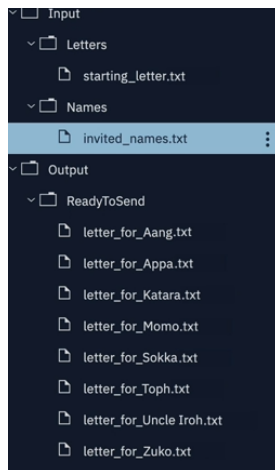 Input
Letters
starting_letter.txt
Names
invited_names.txt
Output
ReadyToSend
letter_for_Aang.txt
letter_for_Appa.txt
letter_for_Katara.txt
letter_for_Momo.txt
letter_for_Sokka.txt
letter_for_Toph.txt
letter_for_Uncle Iroh.txt
letter_for_Zuko.txt